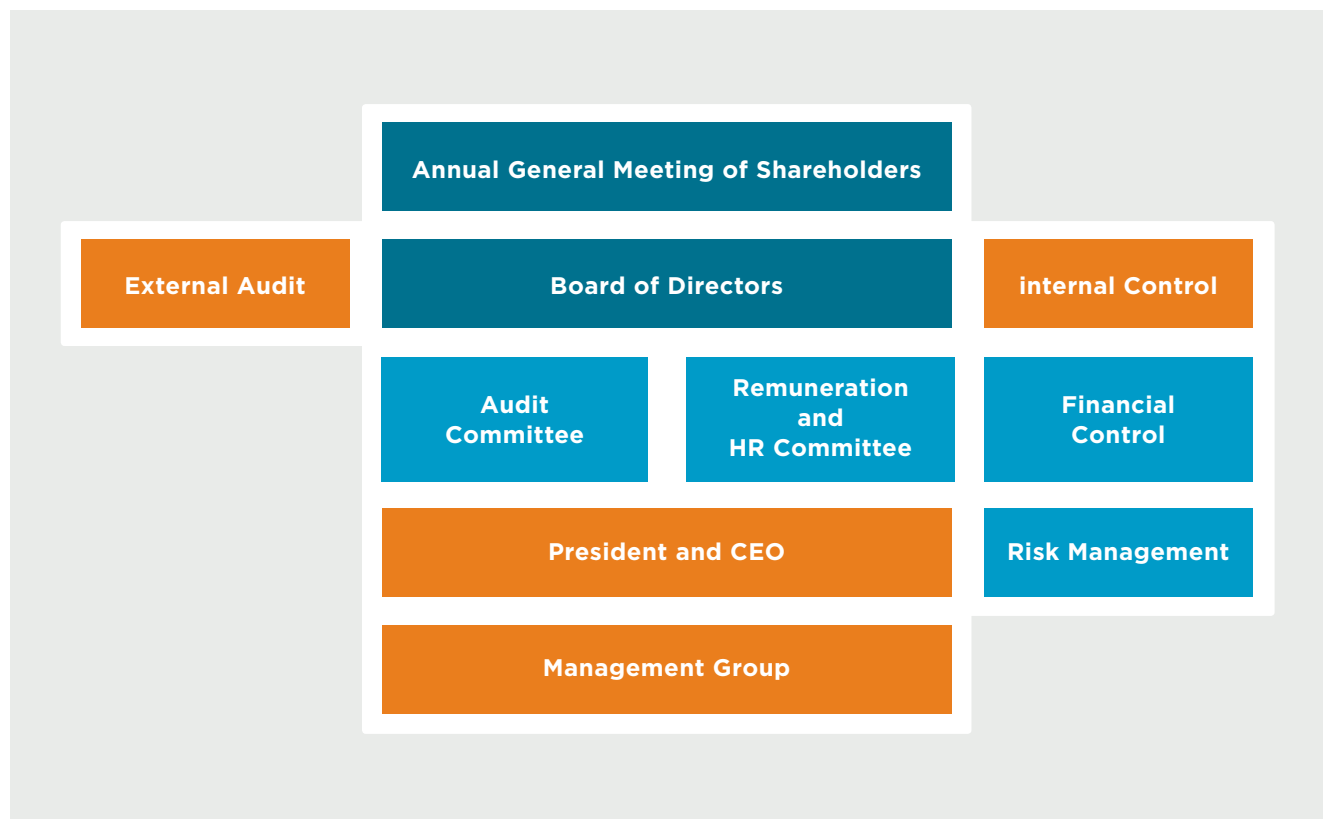 Annual General Meeting of Shareholders
External Audit
Board of Directors
internal Control
Audit
Committee
Remuneration
and
HR Committee
Financial
Control
President and CEO
Risk Management
Management Group